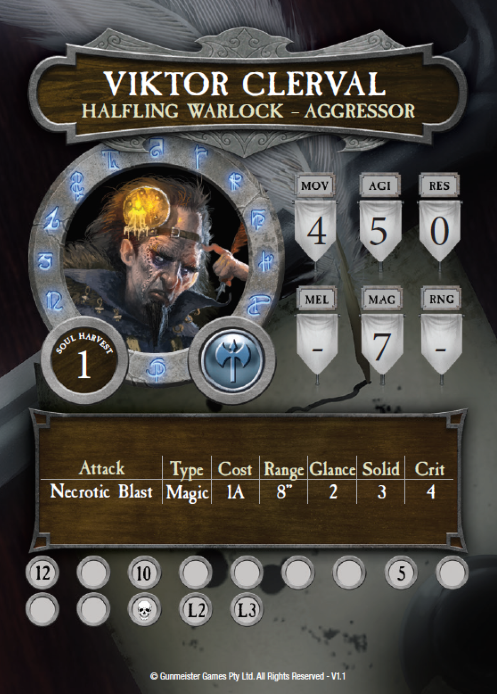 VIKTOR CLERVAL
HALFLING WARLOCK – AGGRESSOR
MOV AGI RES
4 5 0
MEL MAG RNG
- 7 -
SOUL HARVEST
1
Attack Type Cost Range Glance Solid Crit
Necrotic Blast Magic 1A 8" 2 3 4
12 10 5
L2 L3
© Gunmeister Games Pty Ltd. All Rights Reserved - V1.1